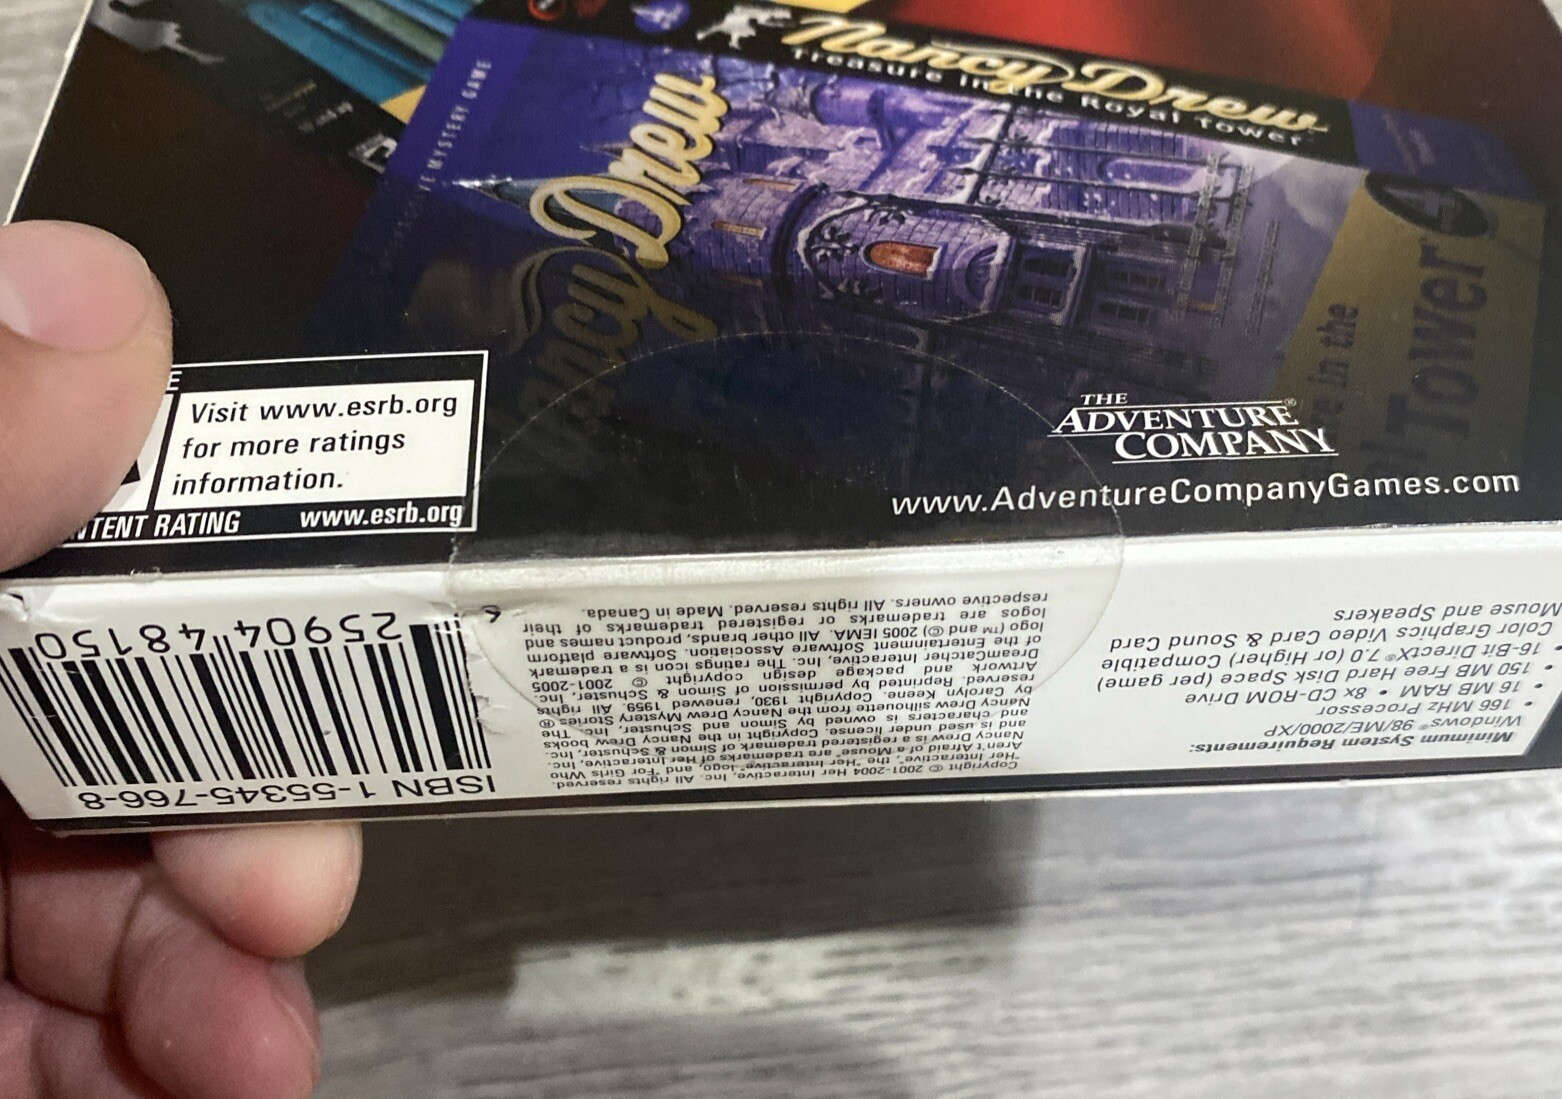 Nancy Drew
Treasure in the Royal Tower
MYSTERY GAME
Nancy Drew
in the
Tower
Visit www.esrb.org
for more ratings
information.
TENT RATING www.esrb.org
THE
ADVENTURE®
COMPANY
www.AdventureCompanyGames.com
Minimum System Requirements:
Windows® 98/ME/2000/XP
• 166 MHz Processor
• 16 MB RAM • 8x CD-ROM Drive
• 150 MB Free Hard Disk Space (per game)
• 16-Bit DirectX® 7.0 (or Higher) Compatible
Color Graphics Video Card & Sound Card
Mouse and Speakers
Copyright © 2001-2004 Her Interactive, Inc. All rights reserved.
"Her Interactive", the "Her Interactive" logo, and "For Girls Who
Aren't Afraid of a Mouse" are trademarks of Her Interactive, Inc.
Nancy Drew is a registered trademark of Simon & Schuster, Inc.
and is used under license. Copyright in the Nancy Drew books
and characters is owned by Simon and Schuster, Inc. The
Nancy Drew silhouette from the Nancy Drew Mystery Stories®
by Carolyn Keene. Copyright 1930, renewed 1959. All rights
reserved. Reprinted by permission of Simon & Schuster, Inc.
Artwork and package design copyright © 2001-2005
DreamCatcher Interactive, Inc. The ratings icon is a trademark
of the Entertainment Software Association. Software platform
logo (™ and ©) 2005 IEMA. All other brands, product names and
logos are trademarks or registered trademarks of their
respective owners. All rights reserved. Made in Canada.
ISBN 1-55345-766-8
6 25904 48150